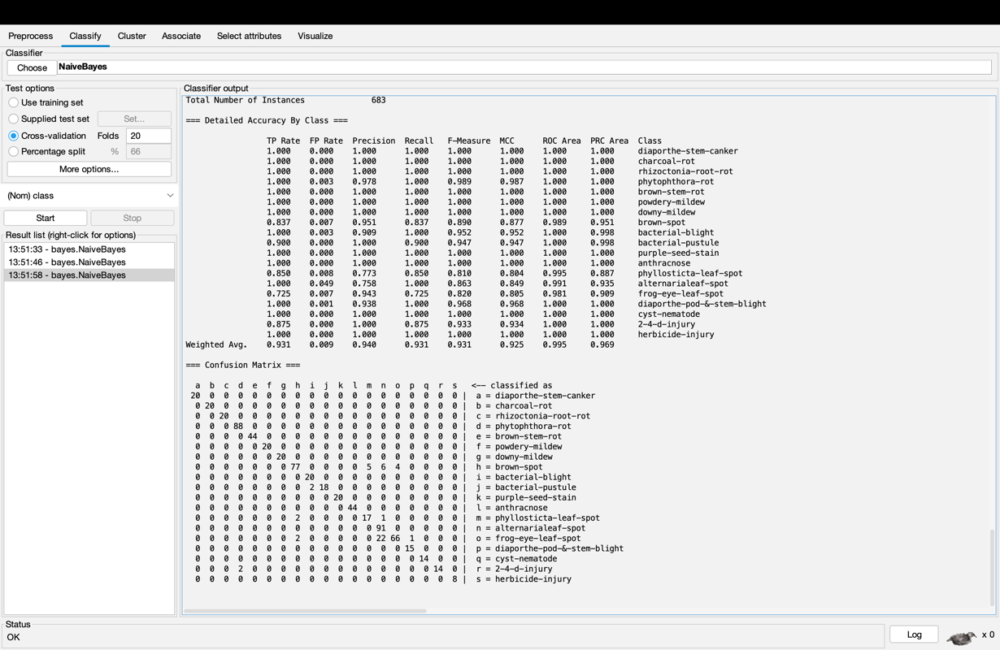 Preprocess Classify Cluster Associate Select attributes Visualize
Classifier
Choose NaiveBayes
Test options
Use training set
Supplied test set Set...
Cross-validation Folds 20
Percentage split % 66
More options...
(Nom) class
Start Stop
Result list (right-click for options)
13:51:33 - bayes.NaiveBayes
13:51:46 - bayes.NaiveBayes
13:51:58 - bayes.NaiveBayes
Classifier output
Total Number of Instances 683
=== Detailed Accuracy By Class ===
TP Rate FP Rate Precision Recall F-Measure MCC ROC Area PRC Area Class
1.000 0.000 1.000 1.000 1.000 1.000 1.000 1.000 diaporthe-stem-canker
1.000 0.000 1.000 1.000 1.000 1.000 1.000 1.000 charcoal-rot
1.000 0.000 1.000 1.000 1.000 1.000 1.000 1.000 rhizoctonia-root-rot
1.000 0.003 0.978 1.000 0.989 0.987 1.000 1.000 phytophthora-rot
1.000 0.000 1.000 1.000 1.000 1.000 1.000 1.000 brown-stem-rot
1.000 0.000 1.000 1.000 1.000 1.000 1.000 1.000 powdery-mildew
1.000 0.000 1.000 1.000 1.000 1.000 1.000 1.000 downy-mildew
0.837 0.007 0.951 0.837 0.890 0.877 0.989 0.951 brown-spot
1.000 0.003 0.909 1.000 0.952 0.952 1.000 0.998 bacterial-blight
0.900 0.000 1.000 0.900 0.947 0.947 1.000 0.998 bacterial-pustule
1.000 0.000 1.000 1.000 1.000 1.000 1.000 1.000 purple-seed-stain
1.000 0.000 1.000 1.000 1.000 1.000 1.000 1.000 anthracnose
0.850 0.008 0.773 0.850 0.810 0.804 0.995 0.887 phyllosticta-leaf-spot
1.000 0.049 0.758 1.000 0.863 0.849 0.991 0.935 alternarialeaf-spot
0.725 0.007 0.943 0.725 0.820 0.805 0.981 0.909 frog-eye-leaf-spot
1.000 0.001 0.938 1.000 0.968 0.968 1.000 1.000 diaporthe-pod-&-stem-blight
1.000 0.000 1.000 1.000 1.000 1.000 1.000 1.000 cyst-nematode
0.875 0.000 1.000 0.875 0.933 0.934 1.000 1.000 2-4-d-injury
1.000 0.000 1.000 1.000 1.000 1.000 1.000 1.000 herbicide-injury
Weighted Avg. 0.931 0.009 0.940 0.931 0.931 0.925 0.995 0.969
=== Confusion Matrix ===
a b c d e f g h i j k l m n o p q r s <-- classified as
20 0 0 0 0 0 0 0 0 0 0 0 0 0 0 0 0 0 0 | a = diaporthe-stem-canker
0 20 0 0 0 0 0 0 0 0 0 0 0 0 0 0 0 0 0 | b = charcoal-rot
0 0 20 0 0 0 0 0 0 0 0 0 0 0 0 0 0 0 0 | c = rhizoctonia-root-rot
0 0 0 88 0 0 0 0 0 0 0 0 0 0 0 0 0 0 0 | d = phytophthora-rot
0 0 0 0 44 0 0 0 0 0 0 0 0 0 0 0 0 0 0 | e = brown-stem-rot
0 0 0 0 0 20 0 0 0 0 0 0 0 0 0 0 0 0 0 | f = powdery-mildew
0 0 0 0 0 0 20 0 0 0 0 0 0 0 0 0 0 0 0 | g = downy-mildew
0 0 0 0 0 0 0 77 0 0 0 0 5 6 4 0 0 0 0 | h = brown-spot
0 0 0 0 0 0 0 0 20 0 0 0 0 0 0 0 0 0 0 | i = bacterial-blight
0 0 0 0 0 0 0 0 2 18 0 0 0 0 0 0 0 0 0 | j = bacterial-pustule
0 0 0 0 0 0 0 0 0 0 20 0 0 0 0 0 0 0 0 | k = purple-seed-stain
0 0 0 0 0 0 0 0 0 0 0 44 0 0 0 0 0 0 0 | l = anthracnose
0 0 0 0 0 0 0 2 0 0 0 0 17 1 0 0 0 0 0 | m = phyllosticta-leaf-spot
0 0 0 0 0 0 0 0 0 0 0 0 0 91 0 0 0 0 0 | n = alternarialeaf-spot
0 0 0 0 0 0 0 2 0 0 0 0 0 22 66 1 0 0 0 | o = frog-eye-leaf-spot
0 0 0 0 0 0 0 0 0 0 0 0 0 0 0 15 0 0 0 | p = diaporthe-pod-&-stem-blight
0 0 0 0 0 0 0 0 0 0 0 0 0 0 0 0 14 0 0 | q = cyst-nematode
0 0 0 2 0 0 0 0 0 0 0 0 0 0 0 0 0 14 0 | r = 2-4-d-injury
0 0 0 0 0 0 0 0 0 0 0 0 0 0 0 0 0 0 8 | s = herbicide-injury
Status
OK
Log x 0